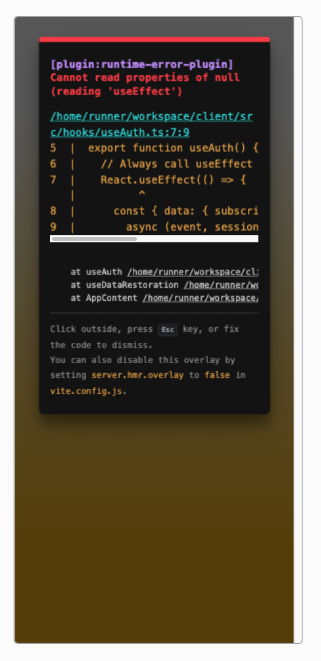 [plugin:runtime-error-plugin]
Cannot read properties of null
(reading 'useEffect')
/home/runner/workspace/client/sr
c/hooks/useAuth.ts:7:9
5  |  export function useAuth() {
6  |    // Always call useEffect
7  |    React.useEffect(() => {
   |          ^
8  |      const { data: { subscri
9  |        async (event, session
at useAuth /home/runner/workspace/cli
at useDataRestoration /home/runner/wo
at AppContent /home/runner/workspace/
Click outside, press Esc key, or fix
the code to dismiss.
You can also disable this overlay by
setting server.hmr.overlay to false in
vite.config.js.